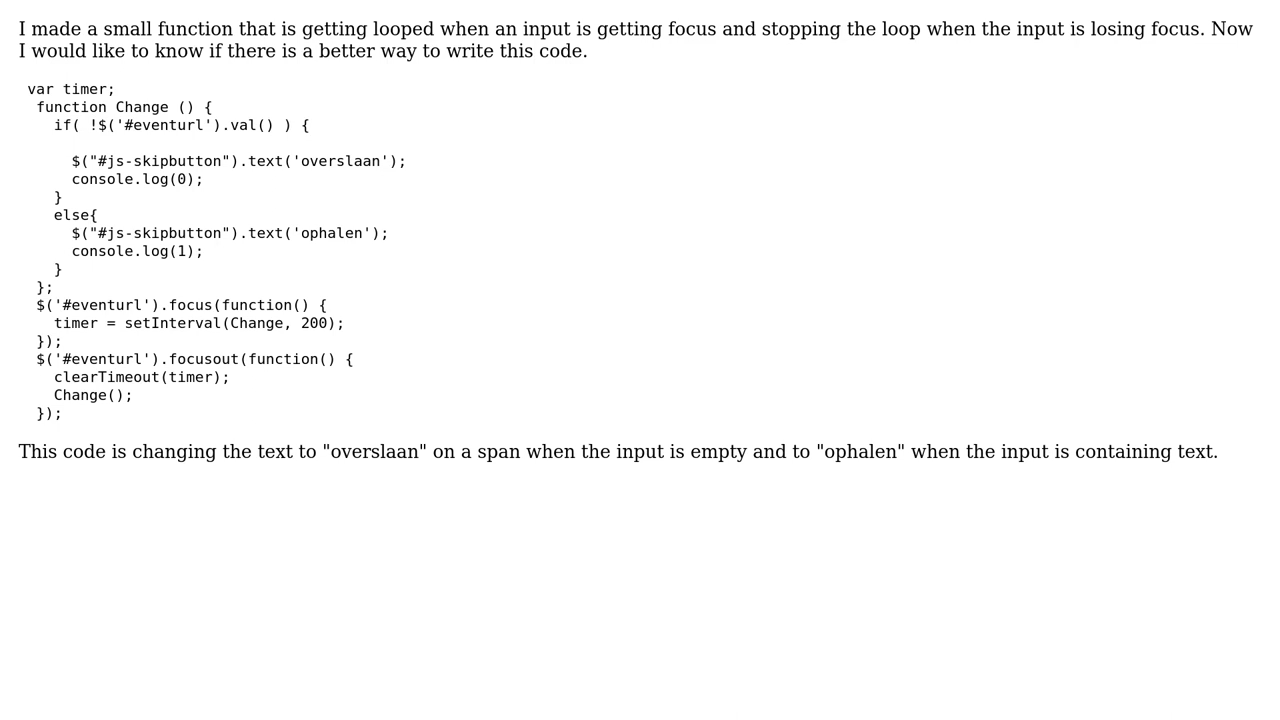 I made a small function that is getting looped when an input is getting focus and stopping the loop when the input is losing focus. Now
I would like to know if there is a better way to write this code.
var timer;
function Change () {
if( !$('#eventurl').val() ) {
$("#js-skipbutton").text('overslaan');
console.log(0);
}
else{
$("#js-skipbutton").text('ophalen');
console.log(1);
}
};
$('#eventurl').focus(function() {
timer = setInterval(Change, 200);
});
$('#eventurl').focusout(function() {
clearTimeout(timer);
Change();
});
This code is changing the text to "overslaan" on a span when the input is empty and to "ophalen" when the input is containing text.